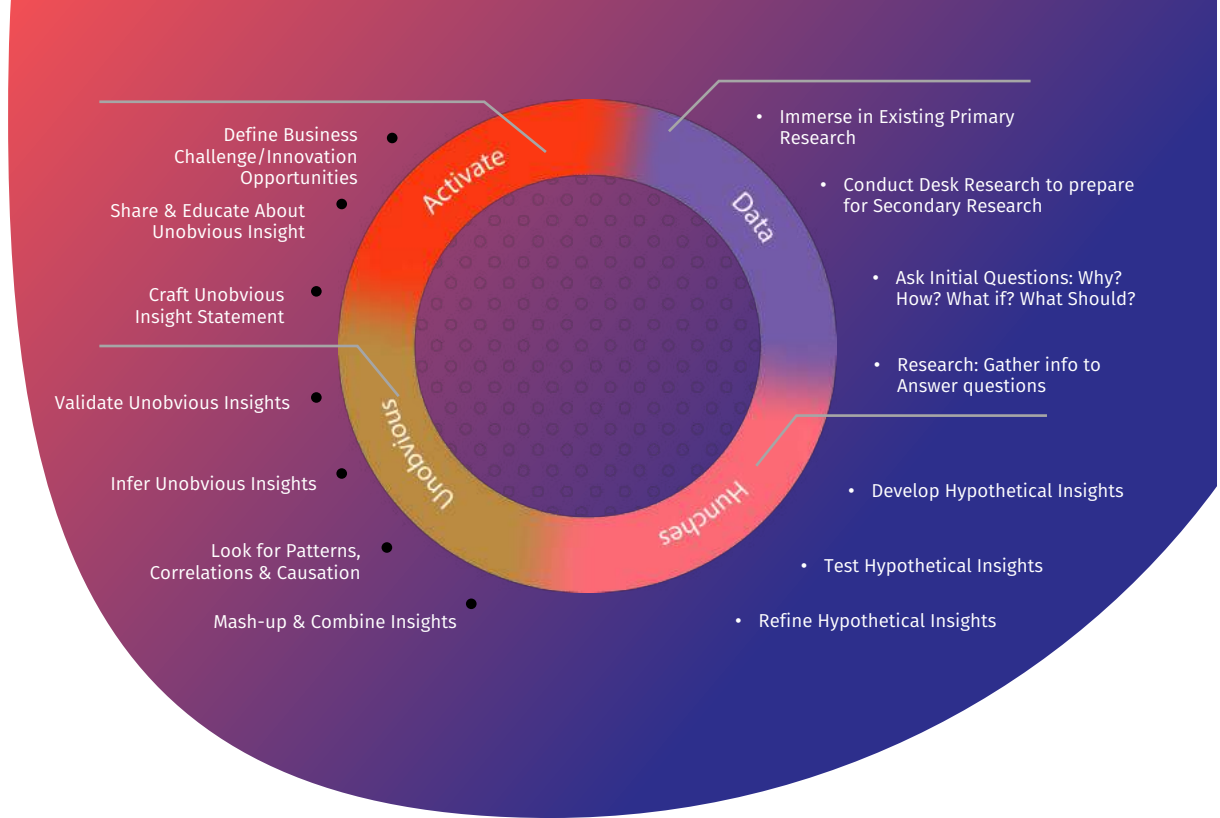 Activate
Define Business
Challenge/Innovation
Opportunities
Share & Educate About
Unobvious Insight
Craft Unobvious
Insight Statement
Unobvious
Validate Unobvious Insights
Infer Unobvious Insights
Look for Patterns,
Correlations & Causation
Mash-up & Combine Insights
Data
• Immerse in Existing Primary
Research
• Conduct Desk Research to prepare
for Secondary Research
• Ask Initial Questions: Why?
How? What if? What Should?
• Research: Gather info to
Answer questions
Hunches
• Develop Hypothetical Insights
• Test Hypothetical Insights
• Refine Hypothetical Insights